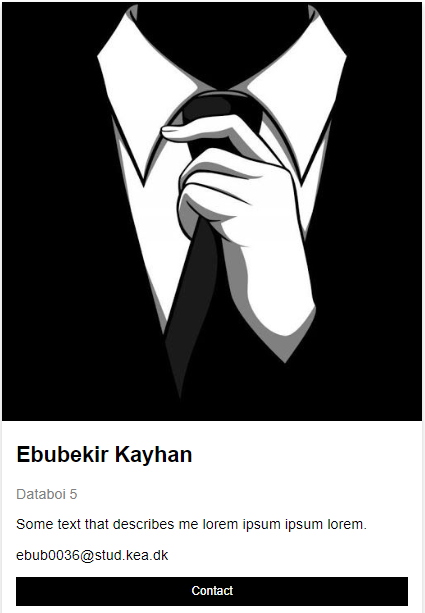 Ebubekir Kayhan
Databoi 5
Some text that describes me lorem ipsum ipsum lorem.
ebub0036@stud.kea.dk
Contact